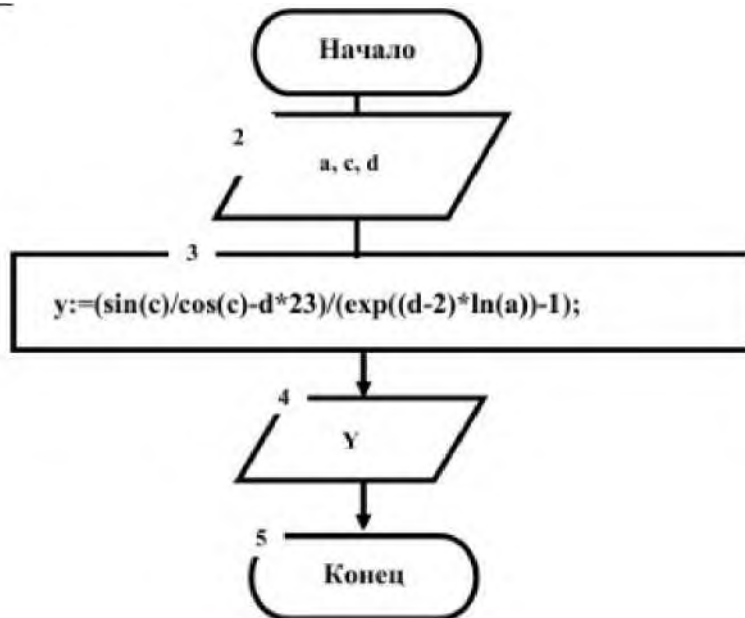 Начало
2
a, c, d
3
y:=(sin(c)/cos(c)-d*23)/(exp((d-2)*ln(a))-1);
4
Y
5
Конец